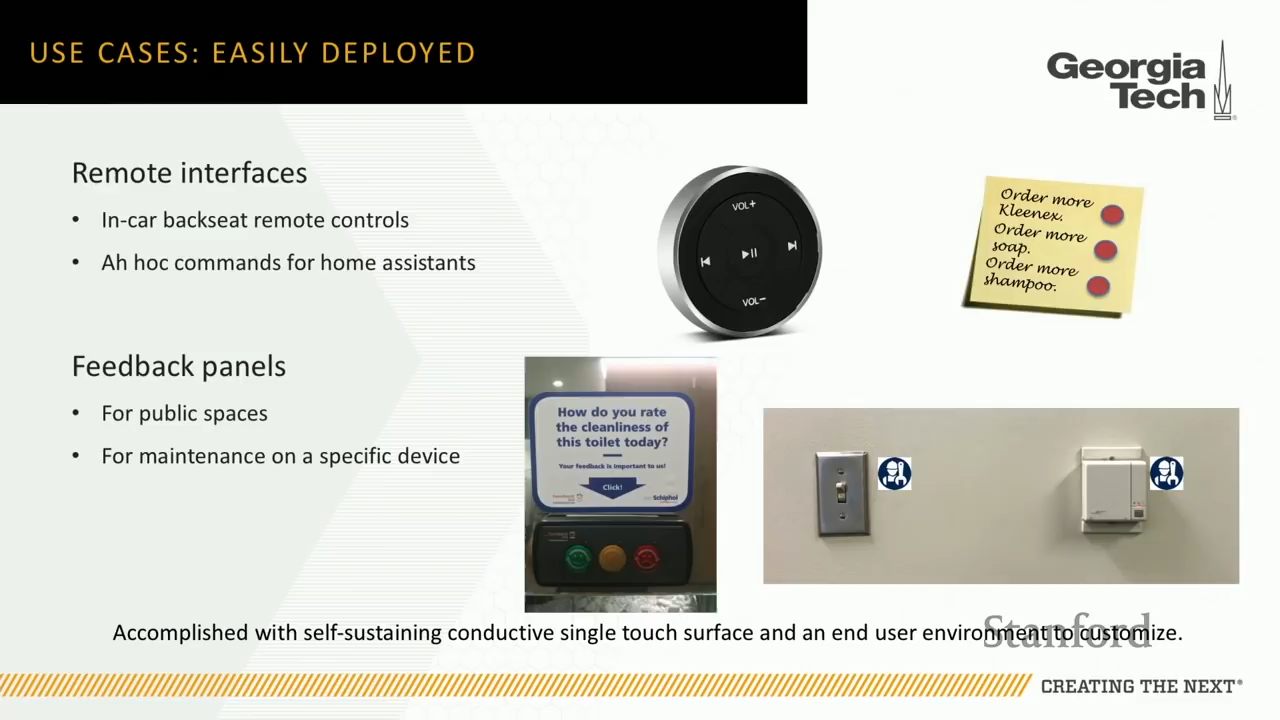 USE CASES: EASILY DEPLOYED
Georgia
Tech
Remote interfaces
• In-car backseat remote controls
• Ah hoc commands for home assistants
VOL+
VOL−
Order more
Kleenex.
Order more
soap.
Order more
shampoo.
Feedback panels
• For public spaces
• For maintenance on a specific device
How do you rate
the cleanliness of
this toilet today?
Your feedback is important to us!
Click!
Schiphol
Accomplished with self-sustaining conductive single touch surface and an end user environment to customize.
Stanford
CREATING THE NEXT®